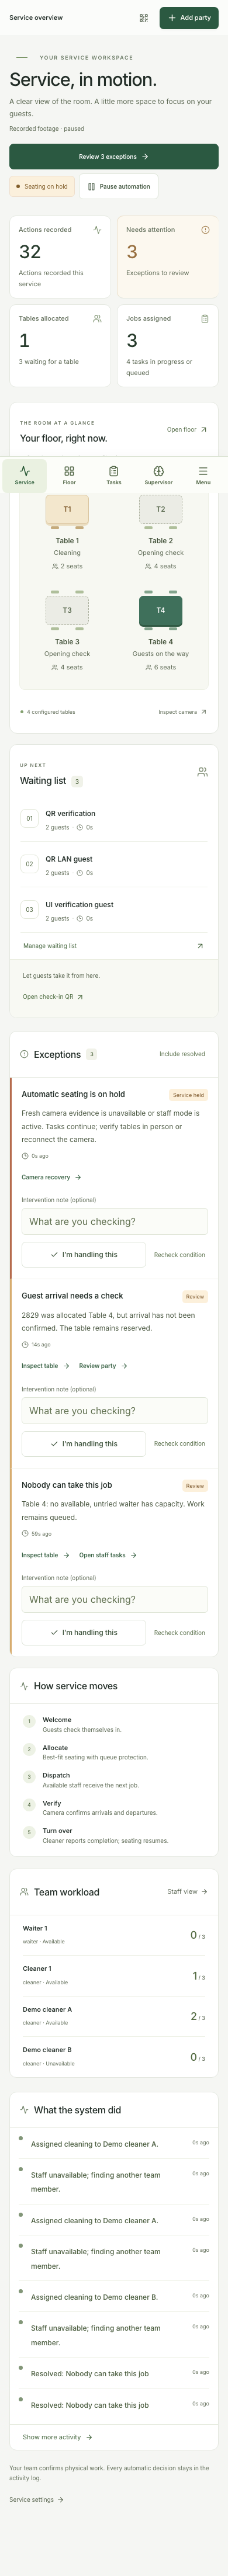 Service overview
Add party
YOUR SERVICE WORKSPACE
Service, in motion.
A clear view of the room. A little more space to focus on your
guests.
Recorded footage · paused
Review 3 exceptions
Seating on hold
Pause automation
Actions recorded
32
Actions recorded this
service
Needs attention
3
Exceptions to review
Tables allocated
1
3 waiting for a table
Jobs assigned
3
4 tasks in progress or
queued
THE ROOM AT A GLANCE
Your floor, right now.
Open floor
Service
Floor
Tasks
Supervisor
Menu
T1
Table 1
Cleaning
2 seats
T2
Table 2
Opening check
4 seats
T3
Table 3
Opening check
4 seats
T4
Table 4
Guests on the way
6 seats
4 configured tables
Inspect camera
UP NEXT
Waiting list 3
01
QR verification
2 guests · 0s
02
QR LAN guest
2 guests · 0s
03
UI verification guest
2 guests · 0s
Manage waiting list
Let guests take it from here.
Open check-in QR
Exceptions 3
Include resolved
Automatic seating is on hold
Service held
Fresh camera evidence is unavailable or staff mode is
active. Tasks continue; verify tables in person or
reconnect the camera.
0s ago
Camera recovery
Intervention note (optional)
What are you checking?
I'm handling this
Recheck condition
Guest arrival needs a check
Review
2829 was allocated Table 4, but arrival has not been
confirmed. The table remains reserved.
14s ago
Inspect table
Review party
Intervention note (optional)
What are you checking?
I'm handling this
Recheck condition
Nobody can take this job
Review
Table 4: no available, untried waiter has capacity. Work
remains queued.
59s ago
Inspect table
Open staff tasks
Intervention note (optional)
What are you checking?
I'm handling this
Recheck condition
How service moves
1
Welcome
Guests check themselves in.
2
Allocate
Best-fit seating with queue protection.
3
Dispatch
Available staff receive the next job.
4
Verify
Camera confirms arrivals and departures.
5
Turn over
Cleaner reports completion; seating resumes.
Team workload
Staff view
Waiter 1
waiter · Available
0 / 3
Cleaner 1
cleaner · Available
1 / 3
Demo cleaner A
cleaner · Available
2 / 3
Demo cleaner B
cleaner · Unavailable
0 / 3
What the system did
Assigned cleaning to Demo cleaner A.
0s ago
Staff unavailable; finding another team
member.
0s ago
Assigned cleaning to Demo cleaner A.
0s ago
Staff unavailable; finding another team
member.
0s ago
Assigned cleaning to Demo cleaner B.
0s ago
Staff unavailable; finding another team
member.
0s ago
Resolved: Nobody can take this job
0s ago
Resolved: Nobody can take this job
0s ago
Show more activity
Your team confirms physical work. Every automatic decision stays in the
activity log.
Service settings